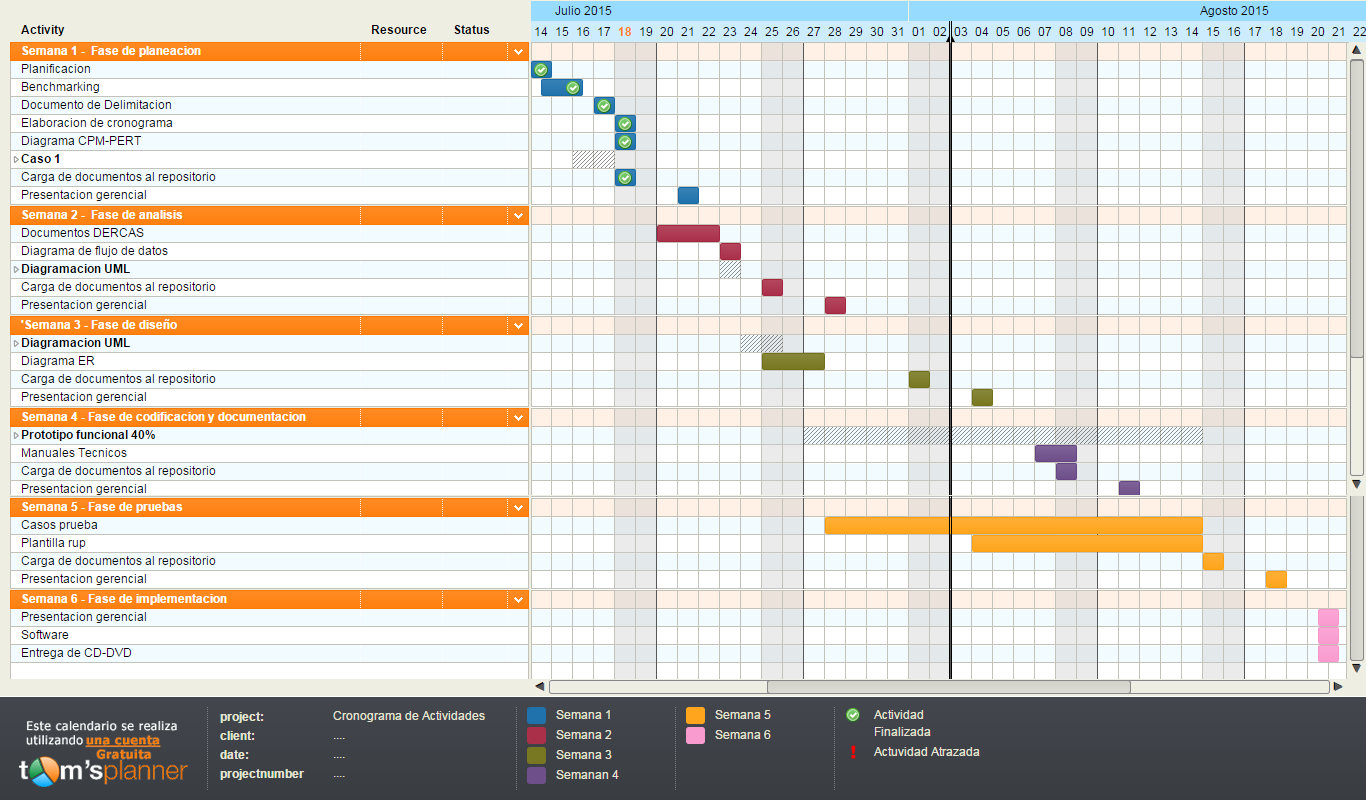 Julio 2015 Agosto 2015
Activity Resource Status 14 15 16 17 18 19 20 21 22 23 24 25 26 27 28 29 30 31 01 02 03 04 05 06 07 08 09 10 11 12 13 14 15 16 17 18 19 20 21 22
Semana 1 - Fase de planeacion
Planificacion
Benchmarking
Documento de Delimitacion
Elaboracion de cronograma
Diagrama CPM-PERT
Caso 1
Carga de documentos al repositorio
Presentacion gerencial
Semana 2 - Fase de analisis
Documentos DERCAS
Diagrama de flujo de datos
Diagramacion UML
Carga de documentos al repositorio
Presentacion gerencial
*Semana 3 - Fase de diseño
Diagramacion UML
Diagrama ER
Carga de documentos al repositorio
Presentacion gerencial
Semana 4 - Fase de codificacion y documentacion
Prototipo funcional 40%
Manuales Tecnicos
Carga de documentos al repositorio
Presentacion gerencial
Semana 5 - Fase de pruebas
Casos prueba
Plantilla rup
Carga de documentos al repositorio
Presentacion gerencial
Semana 6 - Fase de implementacion
Presentacion gerencial
Software
Entrega de CD-DVD
Este calendario se realiza
utilizando una cuenta
Gratuita
tom'splanner
project: Cronograma de Actividades
client: ....
date: ....
projectnumber ....
Semana 1
Semana 2
Semana 3
Semanan 4
Semana 5
Semana 6
Actividad
Finalizada
! Actuvidad Atrazada